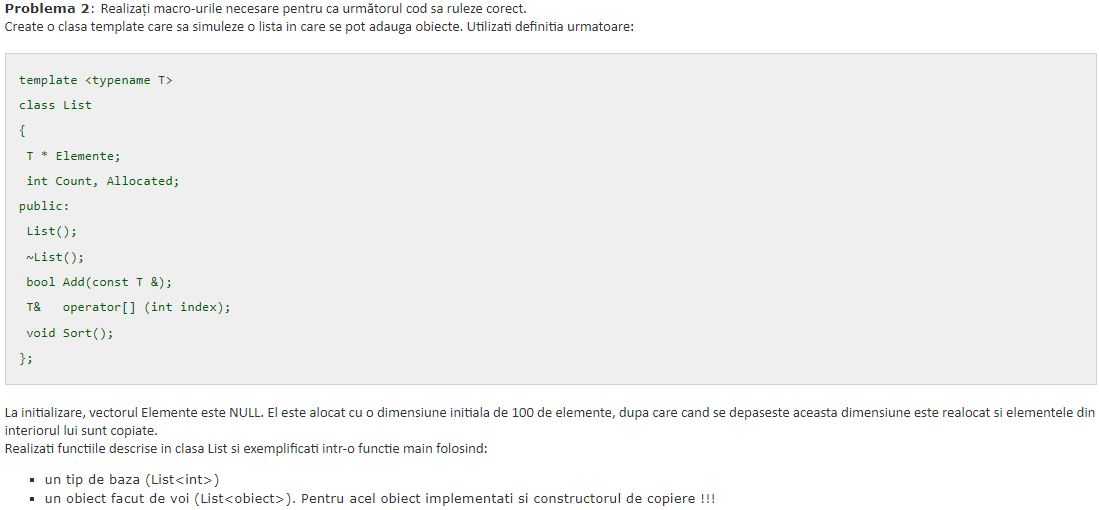 Problema 2: Realizați macro-urile necesare pentru ca următorul cod sa ruleze corect.
Create o clasa template care sa simuleze o lista in care se pot adauga obiecte. Utilizati definitia urmatoare:
template <typename T>
class List
{
T * Elemente;
int Count, Allocated;
public:
List();
~List();
bool Add(const T &);
T&   operator[] (int index);
void Sort();
};
La initializare, vectorul Elemente este NULL. El este alocat cu o dimensiune initiala de 100 de elemente, dupa care cand se depaseste aceasta dimensiune este realocat si elementele din
interiorul lui sunt copiate.
Realizati functiile descrise in clasa List si exemplificati intr-o functie main folosind:
▪ un tip de baza (List<int>)
▪ un obiect facut de voi (List<obiect>). Pentru acel obiect implementati si constructorul de copiere !!!